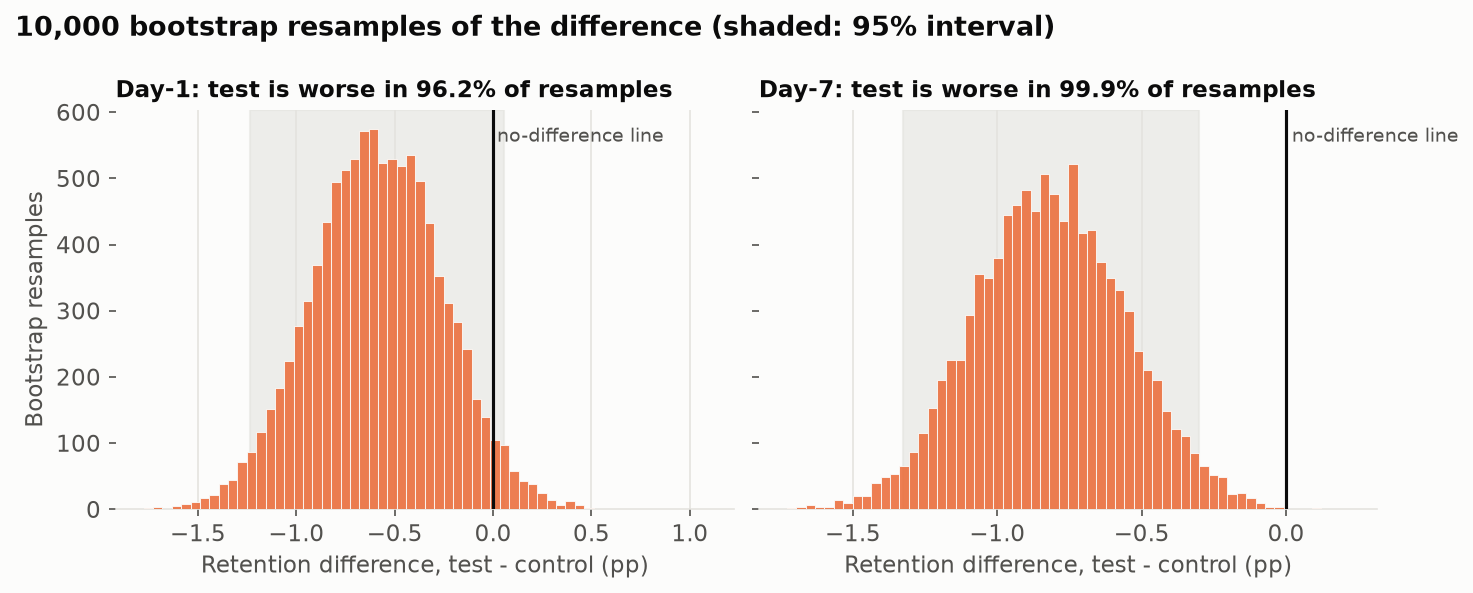 10,000 bootstrap resamples of the difference (shaded: 95% interval)
Day-1: test is worse in 96.2% of resamples
600
500
400
300
200
100
0
Bootstrap resamples
no-difference line
−1.5 −1.0 −0.5 0.0 0.5 1.0
Retention difference, test - control (pp)
Day-7: test is worse in 99.9% of resamples
no-difference line
−1.5 −1.0 −0.5 0.0
Retention difference, test - control (pp)